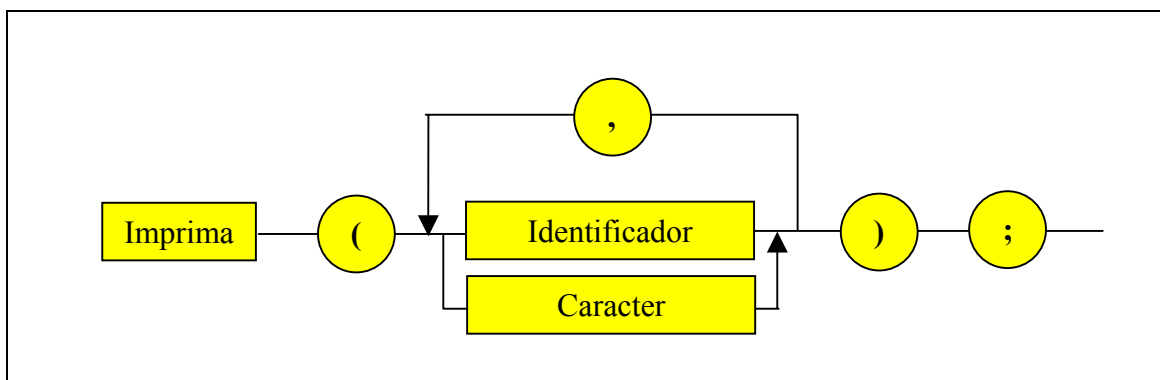 ,
Imprima ( Identificador ) ;
Caracter